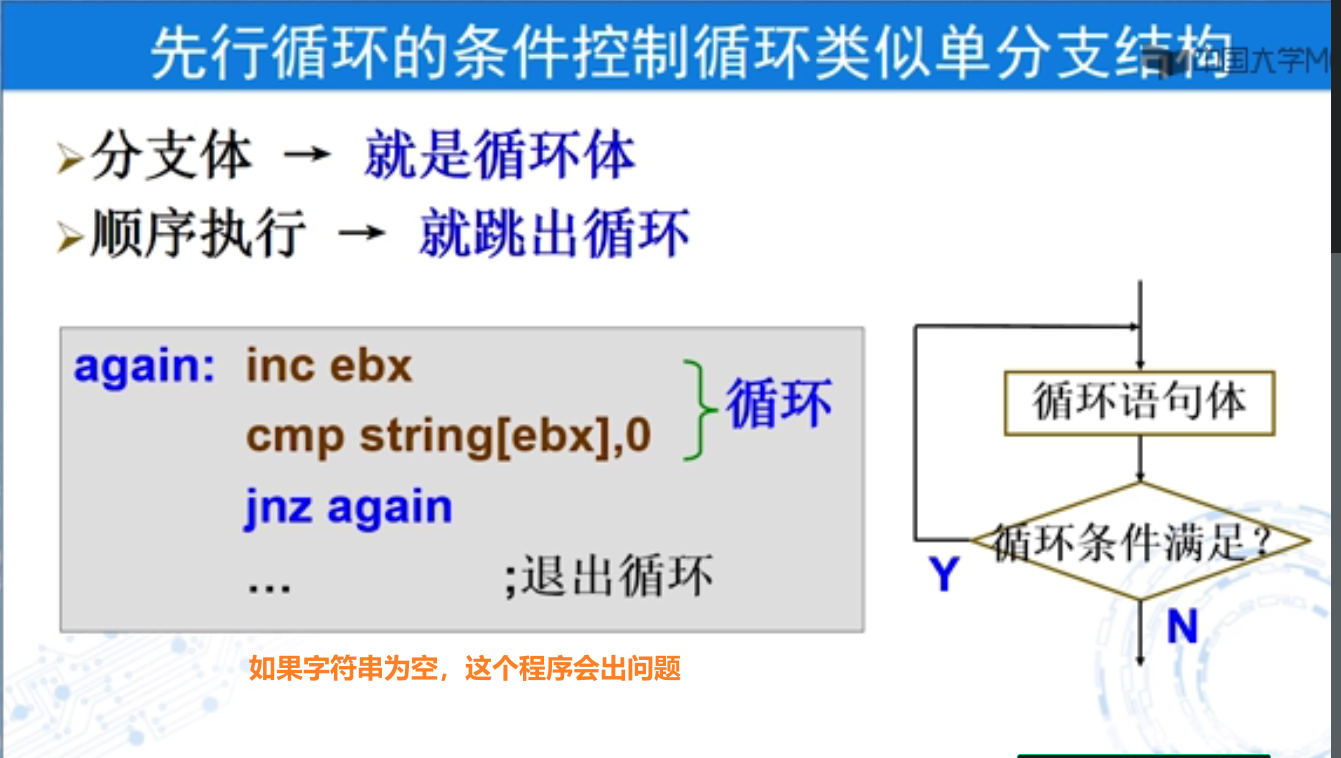 先行循环的条件控制循环类似单分支结构
中国大学M
➢分支体 → 就是循环体
➢顺序执行 → 就跳出循环
again: inc ebx
cmp string[ebx],0
循环
jnz again
... ;退出循环
循环语句体
循环条件满足?
Y
N
如果字符串为空，这个程序会出问题